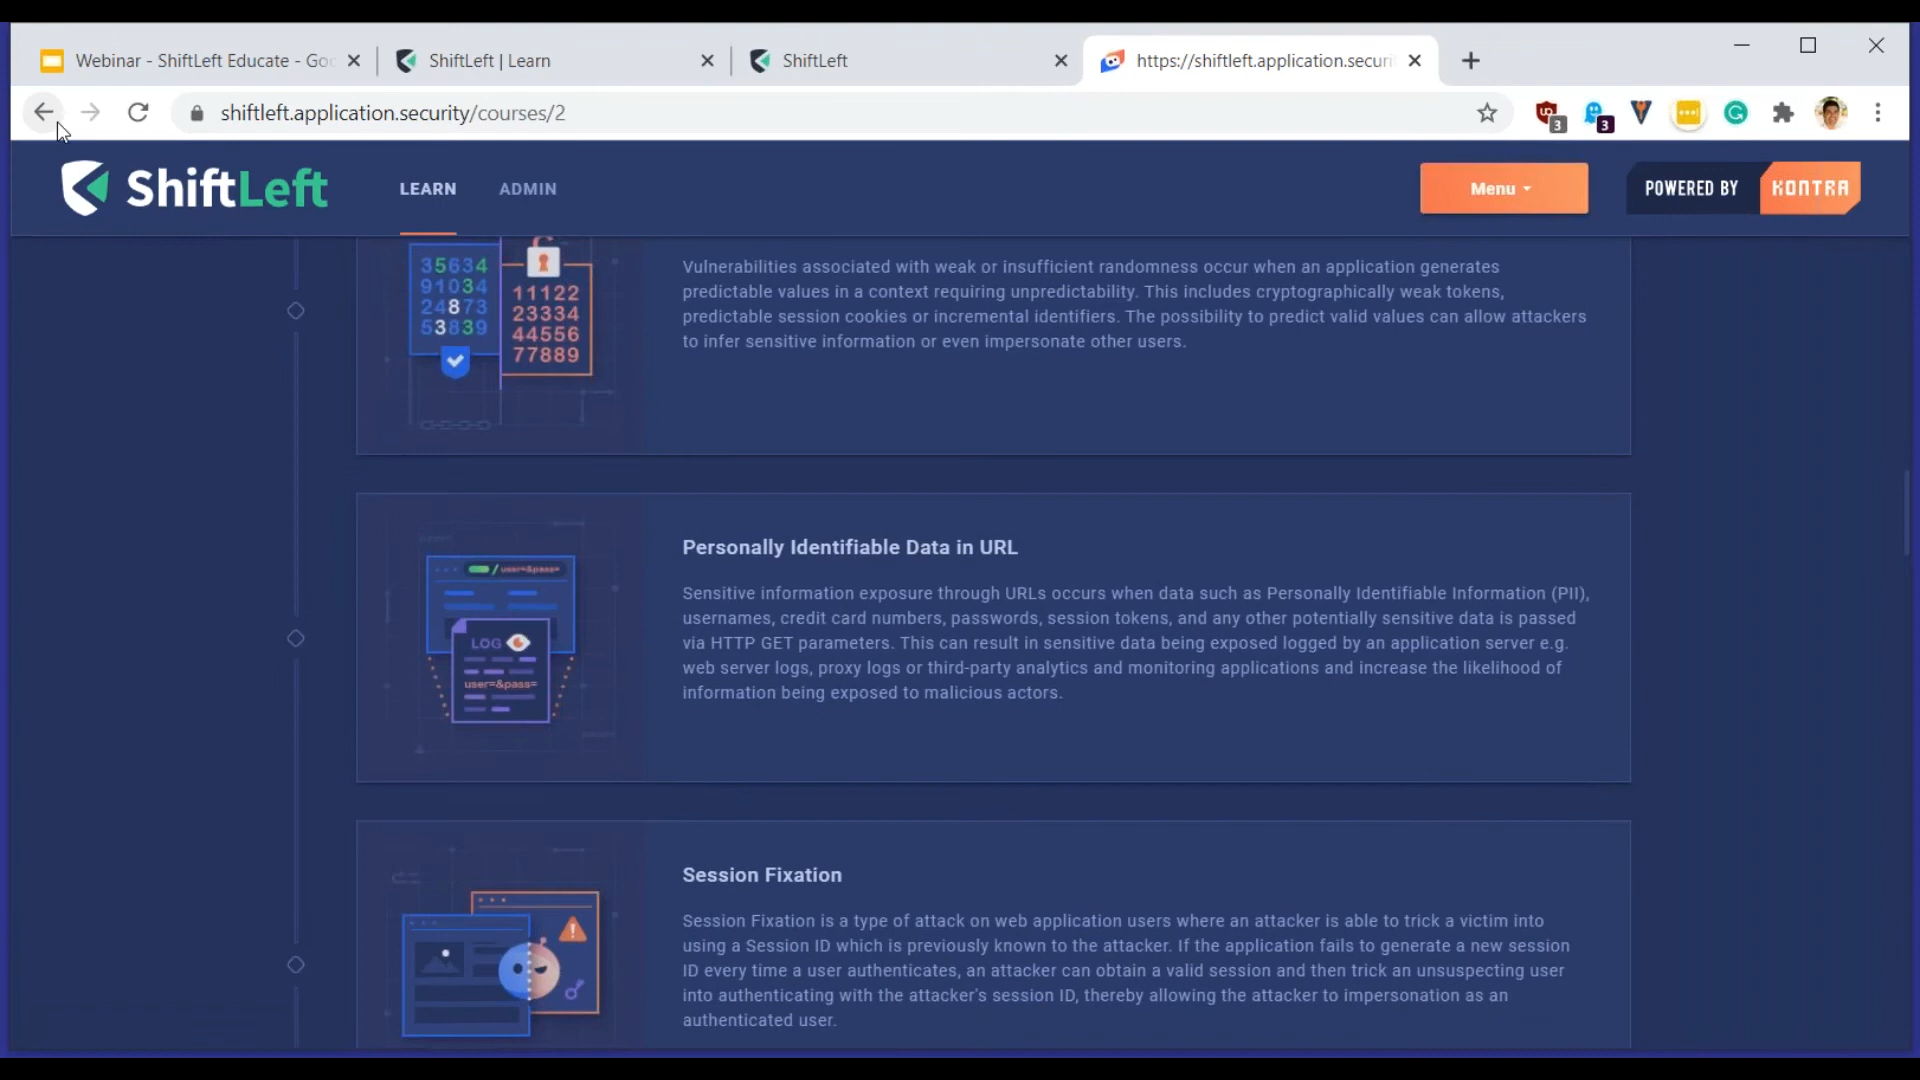 Webinar - ShiftLeft Educate - Goo
ShiftLeft | Learn
ShiftLeft
https://shiftleft.application.securi
shiftleft.application.security/courses/2
3
3
ShiftLeft
LEARN
ADMIN
Menu
POWERED BY
KONTRA
35634
91034
24873
53839
11122
23334
44556
77889
Vulnerabilities associated with weak or insufficient randomness occur when an application generates
predictable values in a context requiring unpredictability. This includes cryptographically weak tokens,
predictable session cookies or incremental identifiers. The possibility to predict valid values can allow attackers
to infer sensitive information or even impersonate other users.
/ user=&pass=
LOG
user=&pass=
Personally Identifiable Data in URL
Sensitive information exposure through URLs occurs when data such as Personally Identifiable Information (PII),
usernames, credit card numbers, passwords, session tokens, and any other potentially sensitive data is passed
via HTTP GET parameters. This can result in sensitive data being exposed logged by an application server e.g.
web server logs, proxy logs or third-party analytics and monitoring applications and increase the likelihood of
information being exposed to malicious actors.
Session Fixation
Session Fixation is a type of attack on web application users where an attacker is able to trick a victim into
using a Session ID which is previously known to the attacker. If the application fails to generate a new session
ID every time a user authenticates, an attacker can obtain a valid session and then trick an unsuspecting user
into authenticating with the attacker's session ID, thereby allowing the attacker to impersonation as an
authenticated user.